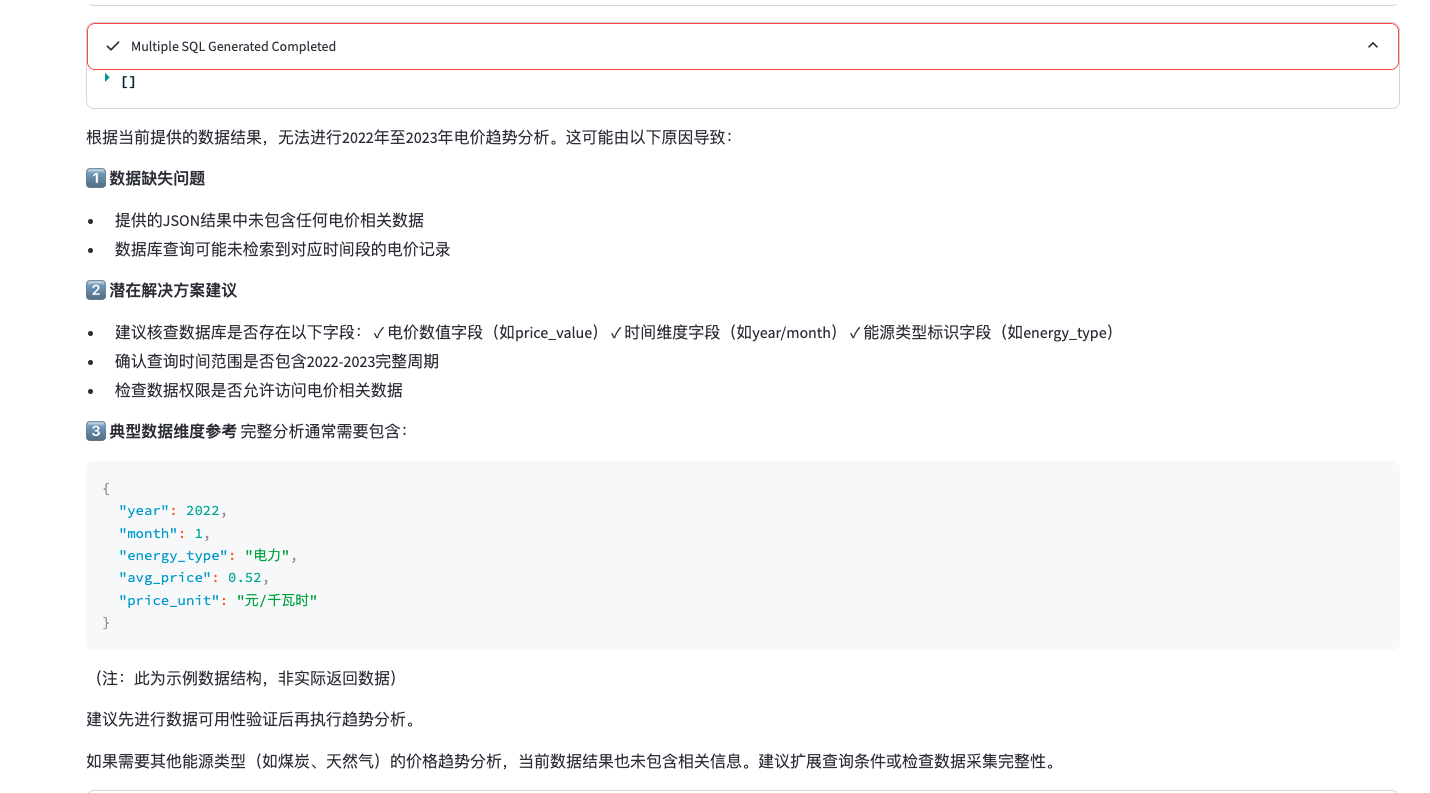 Multiple SQL Generated Completed
[]
根据当前提供的数据结果，无法进行2022年至2023年电价趋势分析。这可能由以下原因导致：
1 数据缺失问题
• 提供的JSON结果中未包含任何电价相关数据
• 数据库查询可能未检索到对应时间段的电价记录
2 潜在解决方案建议
• 建议核查数据库是否存在以下字段：✓电价数值字段（如price_value）✓时间维度字段（如year/month）✓能源类型标识字段（如energy_type）
• 确认查询时间范围是否包含2022-2023完整周期
• 检查数据权限是否允许访问电价相关数据
3 典型数据维度参考 完整分析通常需要包含：
{
"year": 2022,
"month": 1,
"energy_type": "电力",
"avg_price": 0.52,
"price_unit": "元/千瓦时"
}
（注：此为示例数据结构，非实际返回数据）
建议先进行数据可用性验证后再执行趋势分析。
如果需要其他能源类型（如煤炭、天然气）的价格趋势分析，当前数据结果也未包含相关信息。建议扩展查询条件或检查数据采集完整性。